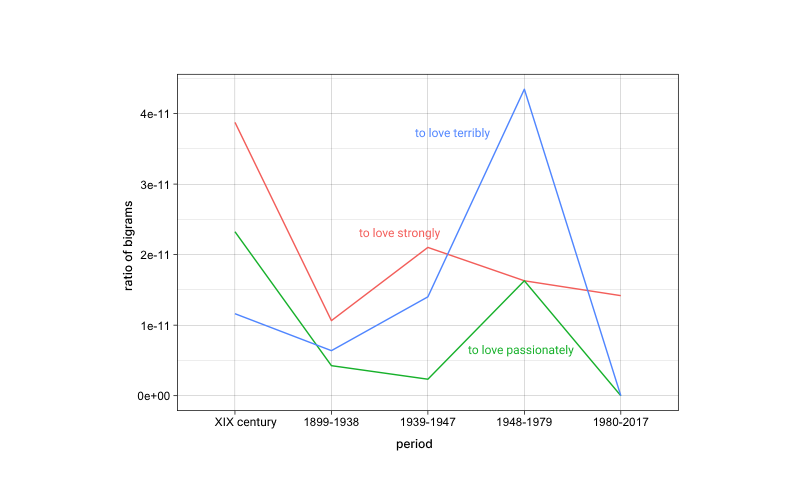 4e-11
to love terribly
3e-11
to love strongly
2e-11
1e-11
to love passionately
0e+00
ratio of bigrams
XIX century 1899-1938 1939-1947 1948-1979 1980-2017
period